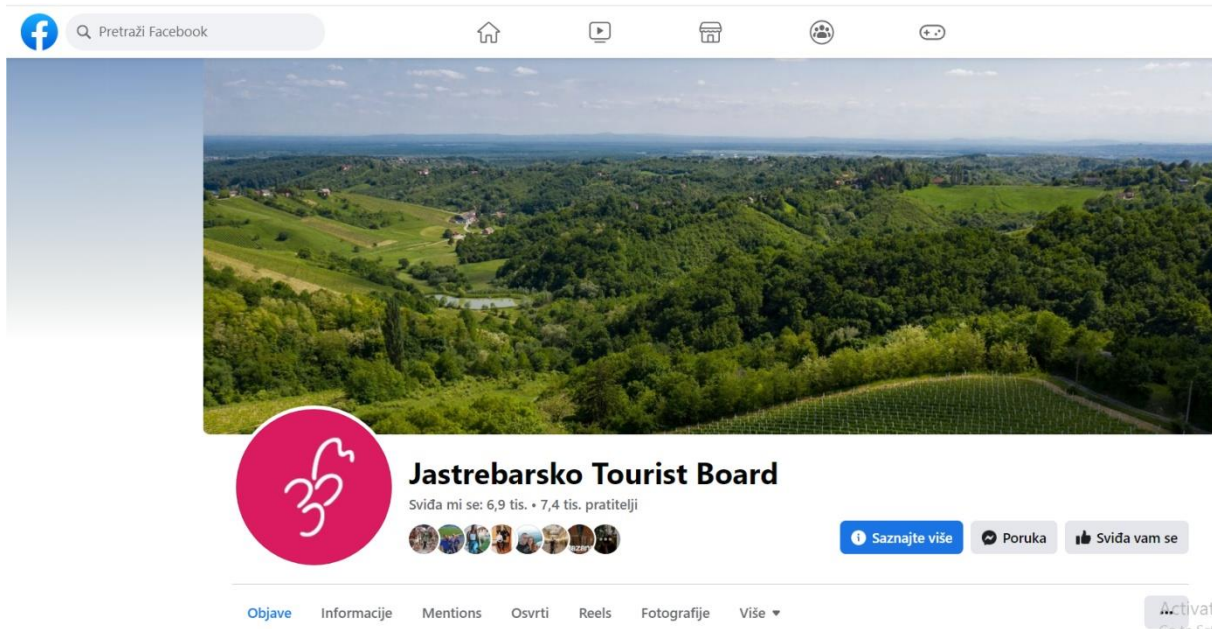 Pretraži Facebook
Jastrebarsko Tourist Board
Sviđa mi se: 6,9 tis. • 7,4 tis. pratitelji
Saznajte više Poruka Sviđa vam se
Objave Informacije Mentions Osvrti Reels Fotografije Više